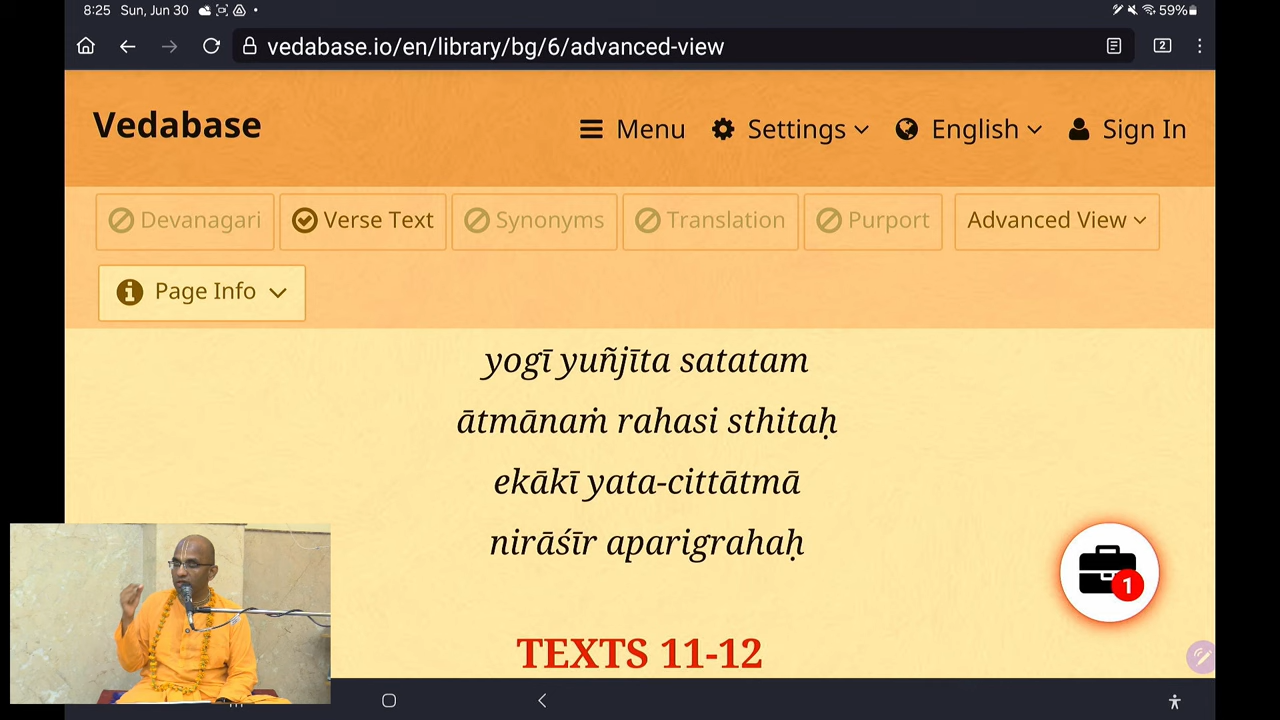 8:25 Sun, Jun 30 59%
vedabase.io/en/library/bg/6/advanced-view 2
Vedabase Menu Settings English Sign In
Devanagari Verse Text Synonyms Translation Purport Advanced View
Page Info
yogī yuñjīta satatam
ātmānaṁ rahasi sthitaḥ
ekākī yata-cittātmā
nirāśīr aparigrahaḥ
1
TEXTS 11-12